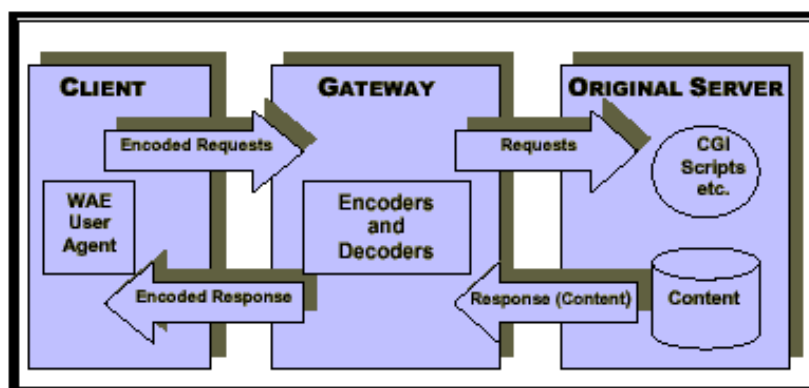 CLIENT
GATEWAY
ORIGINAL SERVER
Encoded Requests
Requests
CGI
Scripts
etc.
WAE
User
Agent
Encoders
and
Decoders
Encoded Response
Response (Content)
Content